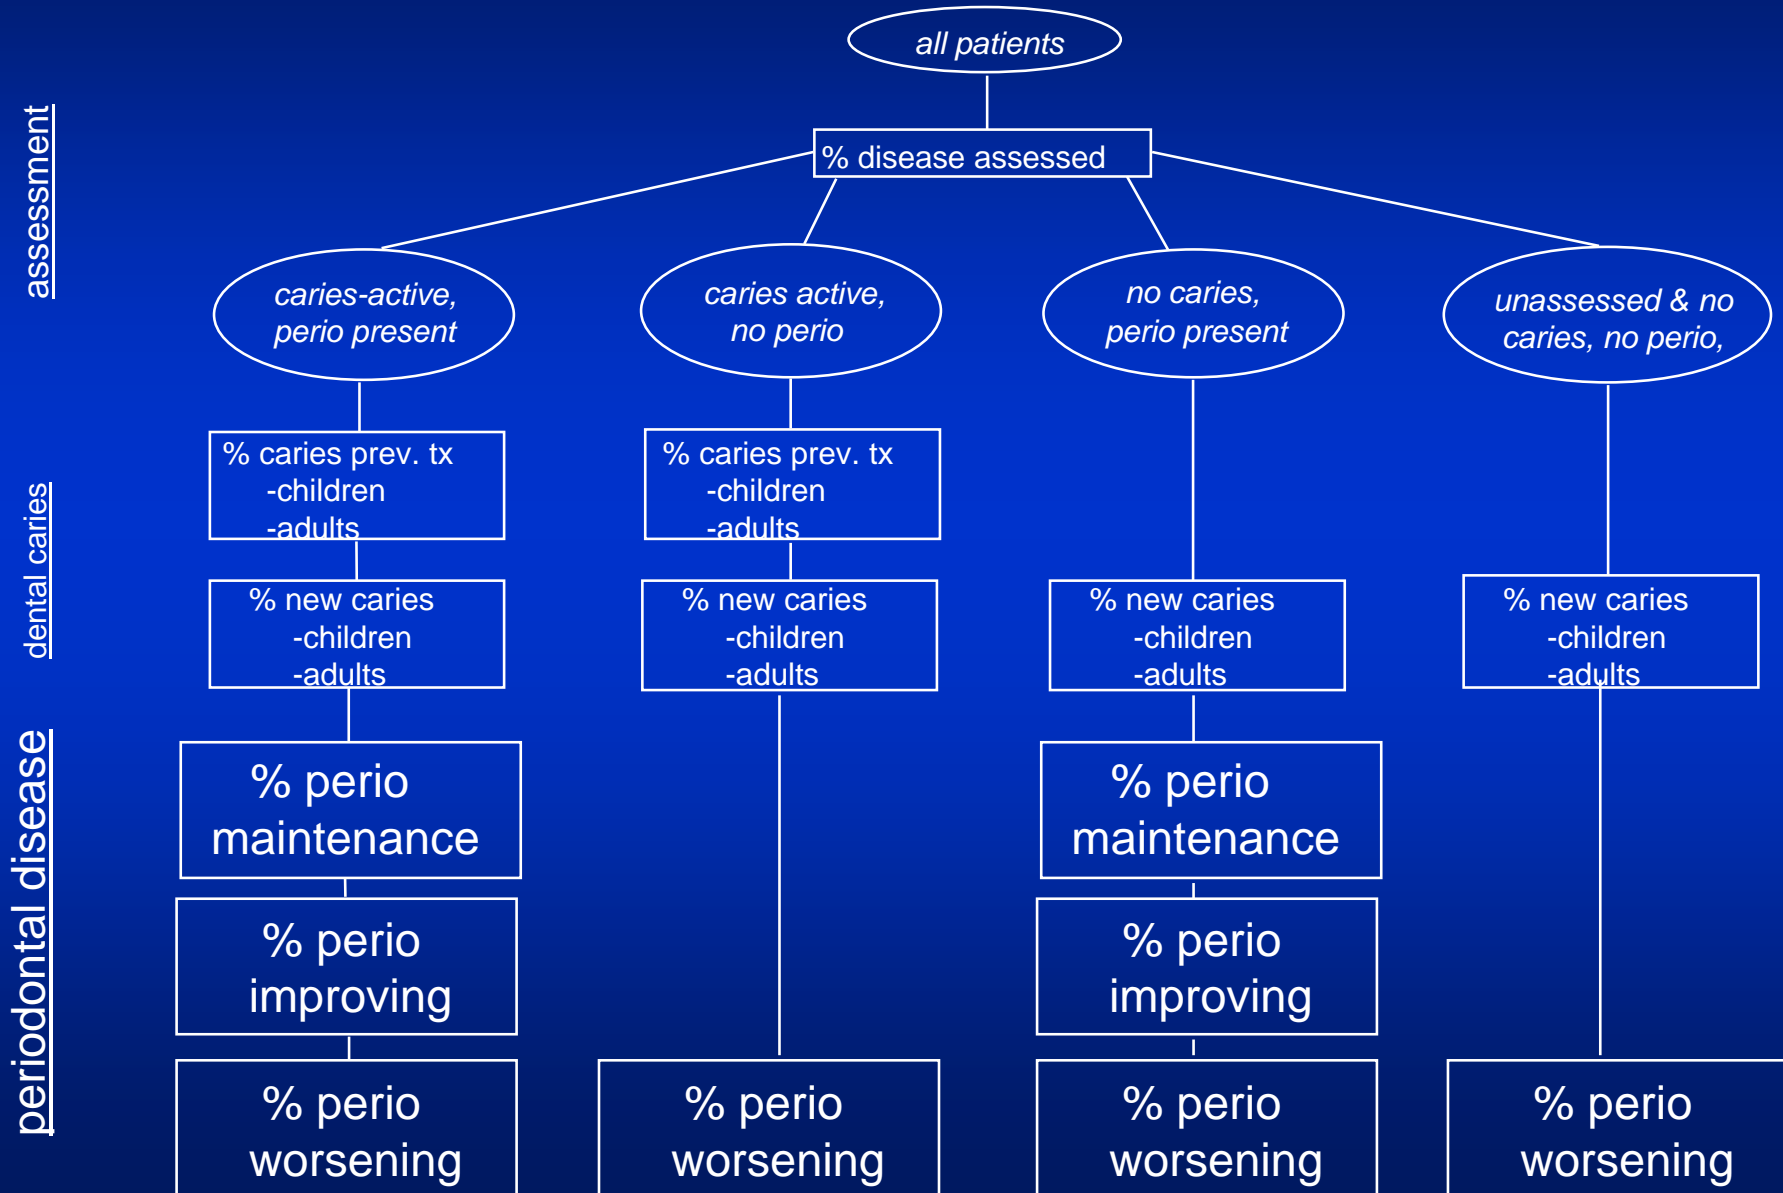 all patients
assessment
% disease assessed
caries-active,
perio present
caries active,
no perio
no caries,
perio present
unassessed & no
caries, no perio,
dental caries
% caries prev. tx
-children
-adults
% caries prev. tx
-children
-adults
% new caries
-children
-adults
% new caries
-children
-adults
% new caries
-children
-adults
% new caries
-children
-adults
periodontal disease
% perio
maintenance
% perio
maintenance
% perio
improving
% perio
improving
% perio
worsening
% perio
worsening
% perio
worsening
% perio
worsening